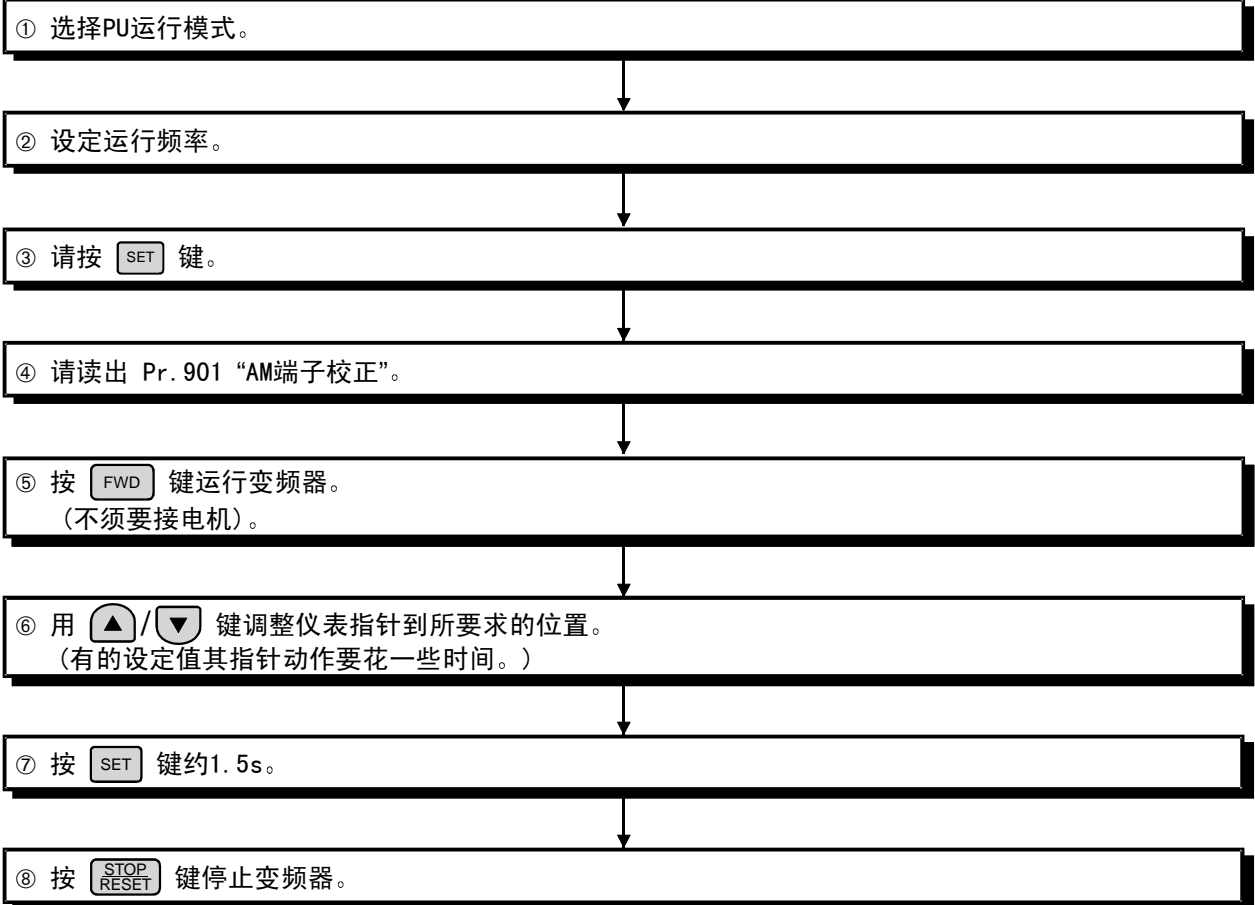 ① 选择PU运行模式。
② 设定运行频率。
③ 请按 SET 键。
④ 请读出 Pr.901 “AM端子校正”。
⑤ 按 FWD 键运行变频器。
(不须要接电机)。
⑥ 用 ▲/▼ 键调整仪表指针到所要求的位置。
(有的设定值其指针动作要花一些时间。)
⑦ 按 SET 键约1.5s。
⑧ 按 STOP RESET 键停止变频器。